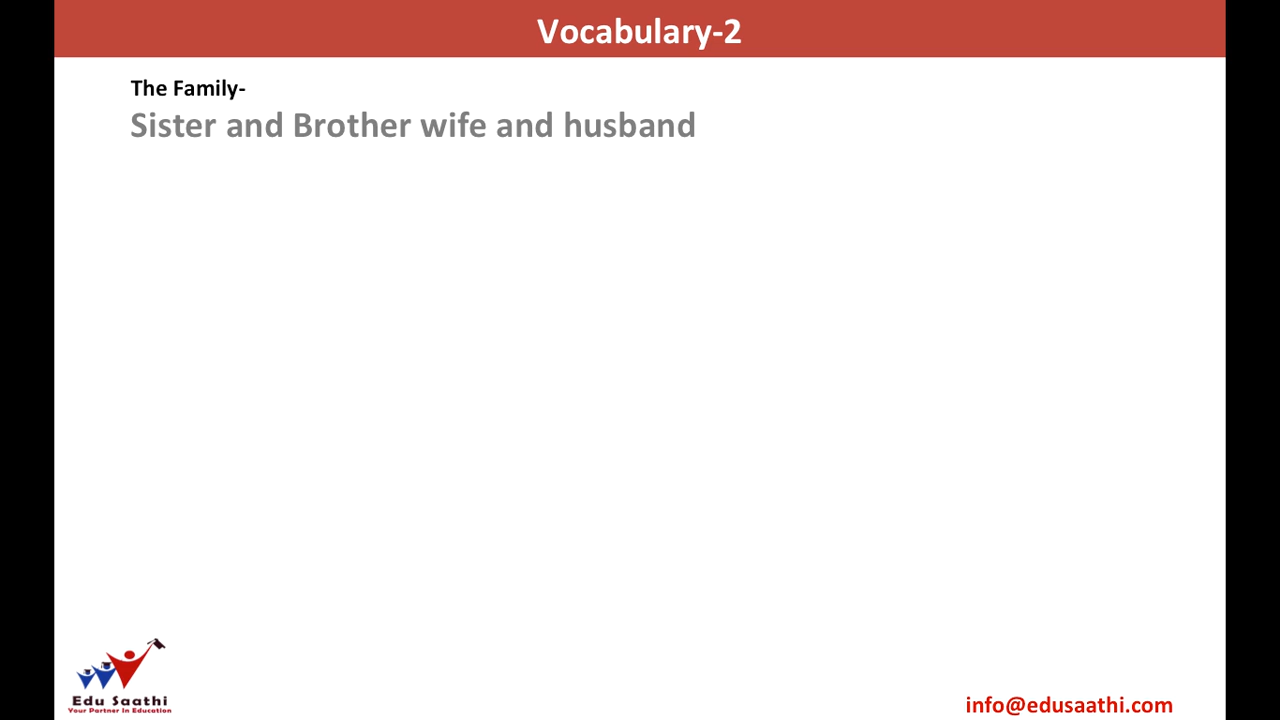 Vocabulary-2
The Family-
Sister and Brother wife and husband
Edu Saathi
Your Partner In Education
info@edusaathi.com